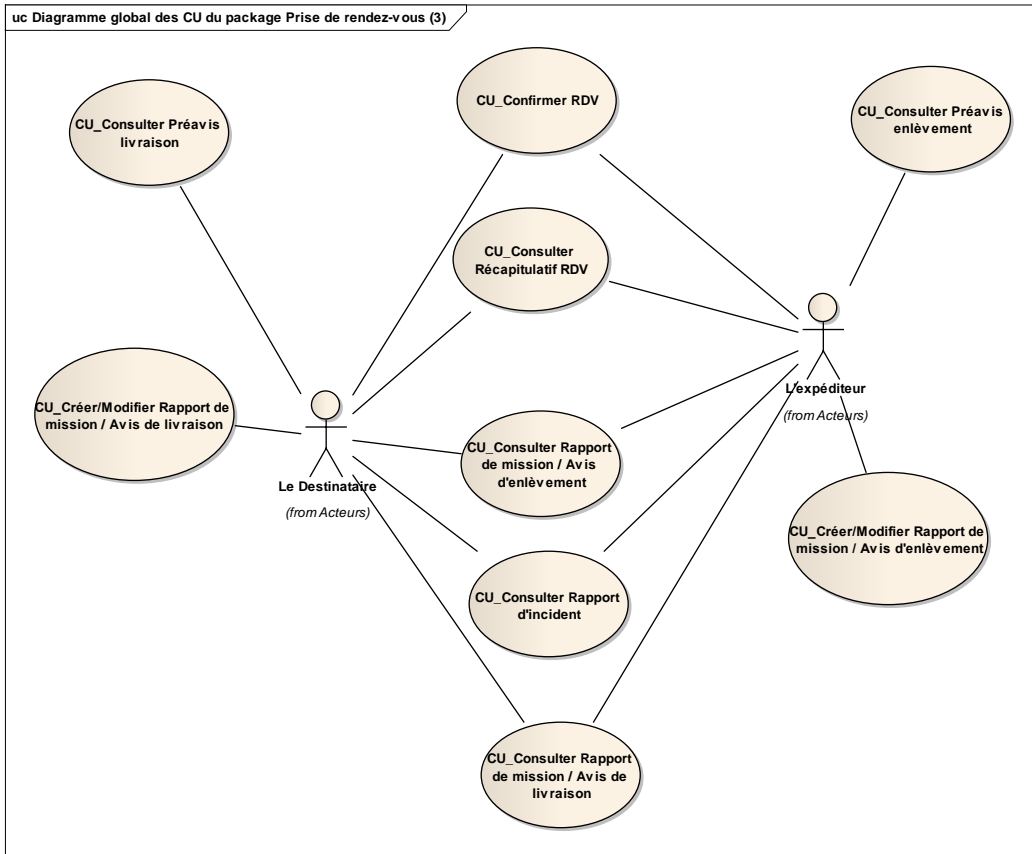 uc Diagramme global des CU du package Prise de rendez-vous (3)
CU_Confirmer RDV
CU_Consulter Préavis
livraison
CU_Consulter Préavis
enlèvement
CU_Consulter
Récapitulatif RDV
CU_Créer/Modifier Rapport de
mission / Avis de livraison
L'expéditeur
(from Acteurs)
Le Destinataire
(from Acteurs)
CU_Consulter Rapport
de mission / Avis
d'enlèvement
CU_Créer/Modifier Rapport de
mission / Avis d'enlèvement
CU_Consulter Rapport
d'incident
CU_Consulter Rapport
de mission / Avis de
livraison